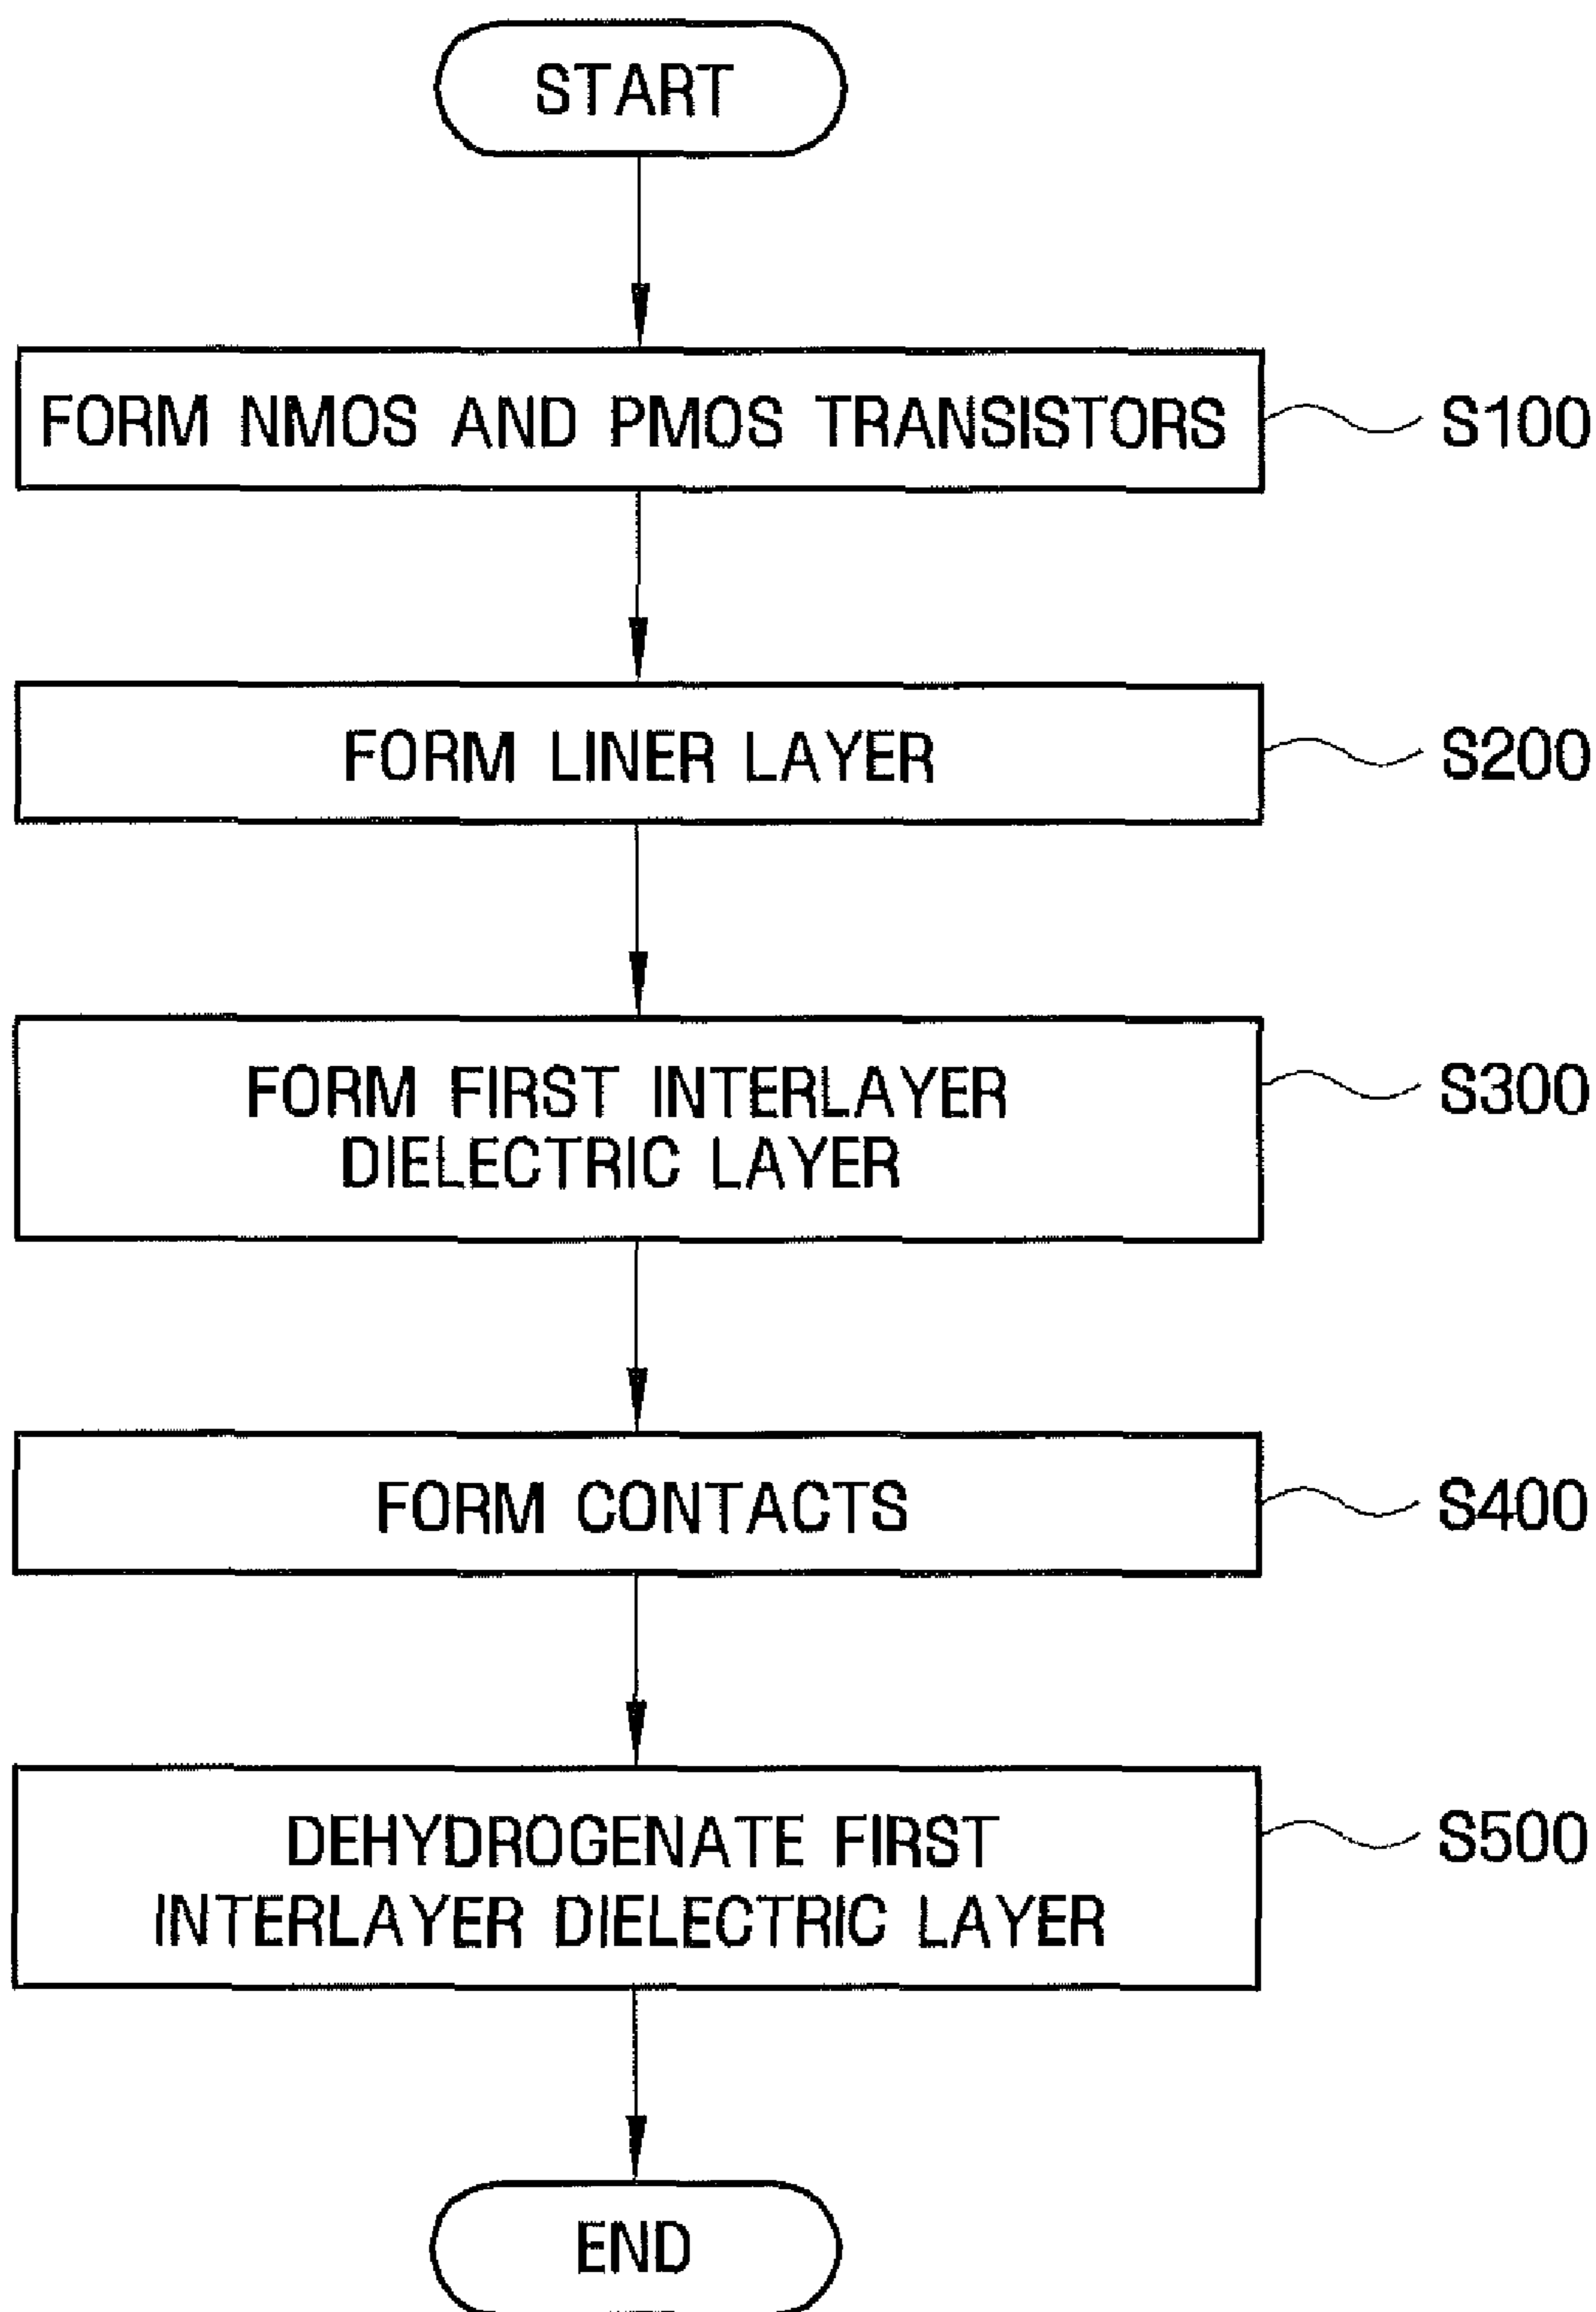 START
FORM NMOS AND PMOS TRANSISTORS
S100
FORM LINER LAYER
S200
FORM FIRST INTERLAYER
DIELECTRIC LAYER
S300
FORM CONTACTS
S400
DEHYDROGENATE FIRST
INTERLAYER DIELECTRIC LAYER
S500
END